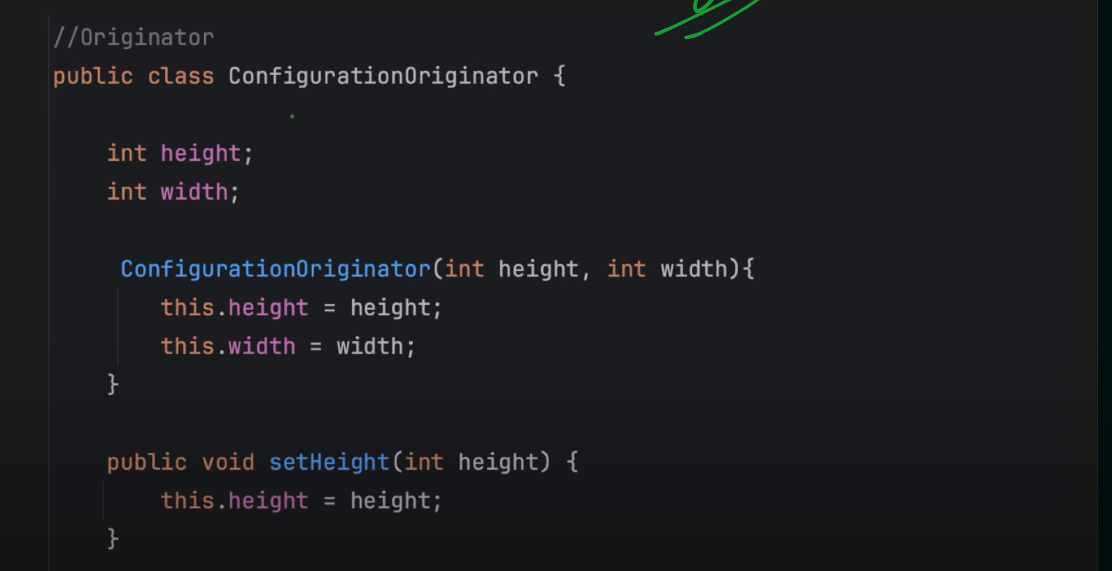 //Originator
public class ConfigurationOriginator {
int height;
int width;
ConfigurationOriginator(int height, int width){
this.height = height;
this.width = width;
}
public void setHeight(int height) {
this.height = height;
}